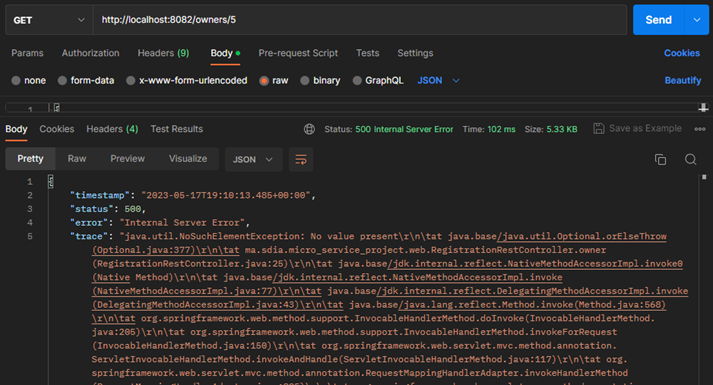 GET http://localhost:8082/owners/5 Send
Params Authorization Headers (9) Body Pre-request Script Tests Settings Cookies
none form-data x-www-form-urlencoded raw binary GraphQL JSON Beautify
1 {
Body Cookies Headers (4) Test Results Status: 500 Internal Server Error Time: 102 ms Size: 5.33 KB Save as Example
Pretty Raw Preview Visualize JSON
1 {
2 "timestamp": "2023-05-17T19:10:13.485+00:00",
3 "status": 500,
4 "error": "Internal Server Error",
5 "trace": "java.util.NoSuchElementException: No value present\r\n\tat java.base/java.util.Optional.orElseThrow
(Optional.java:377)\r\n\tat ma.sdia.micro_service_project.web.RegistrationRestController.owner
(RegistrationRestController.java:25)\r\n\tat java.base/jdk.internal.reflect.NativeMethodAccessorImpl.invoke0
(Native Method)\r\n\tat java.base/jdk.internal.reflect.NativeMethodAccessorImpl.invoke
(NativeMethodAccessorImpl.java:77)\r\n\tat java.base/jdk.internal.reflect.DelegatingMethodAccessorImpl.invoke
(DelegatingMethodAccessorImpl.java:43)\r\n\tat java.base/java.lang.reflect.Method.invoke(Method.java:568)
\r\n\tat org.springframework.web.method.support.InvocableHandlerMethod.doInvoke(InvocableHandlerMethod.
java:205)\r\n\tat org.springframework.web.method.support.InvocableHandlerMethod.invokeForRequest
(InvocableHandlerMethod.java:150)\r\n\tat org.springframework.web.servlet.mvc.method.annotation.
ServletInvocableHandlerMethod.invokeAndHandle(ServletInvocableHandlerMethod.java:117)\r\n\tat org.
springframework.web.servlet.mvc.method.annotation.RequestMappingHandlerAdapter.invokeHandlerMethod